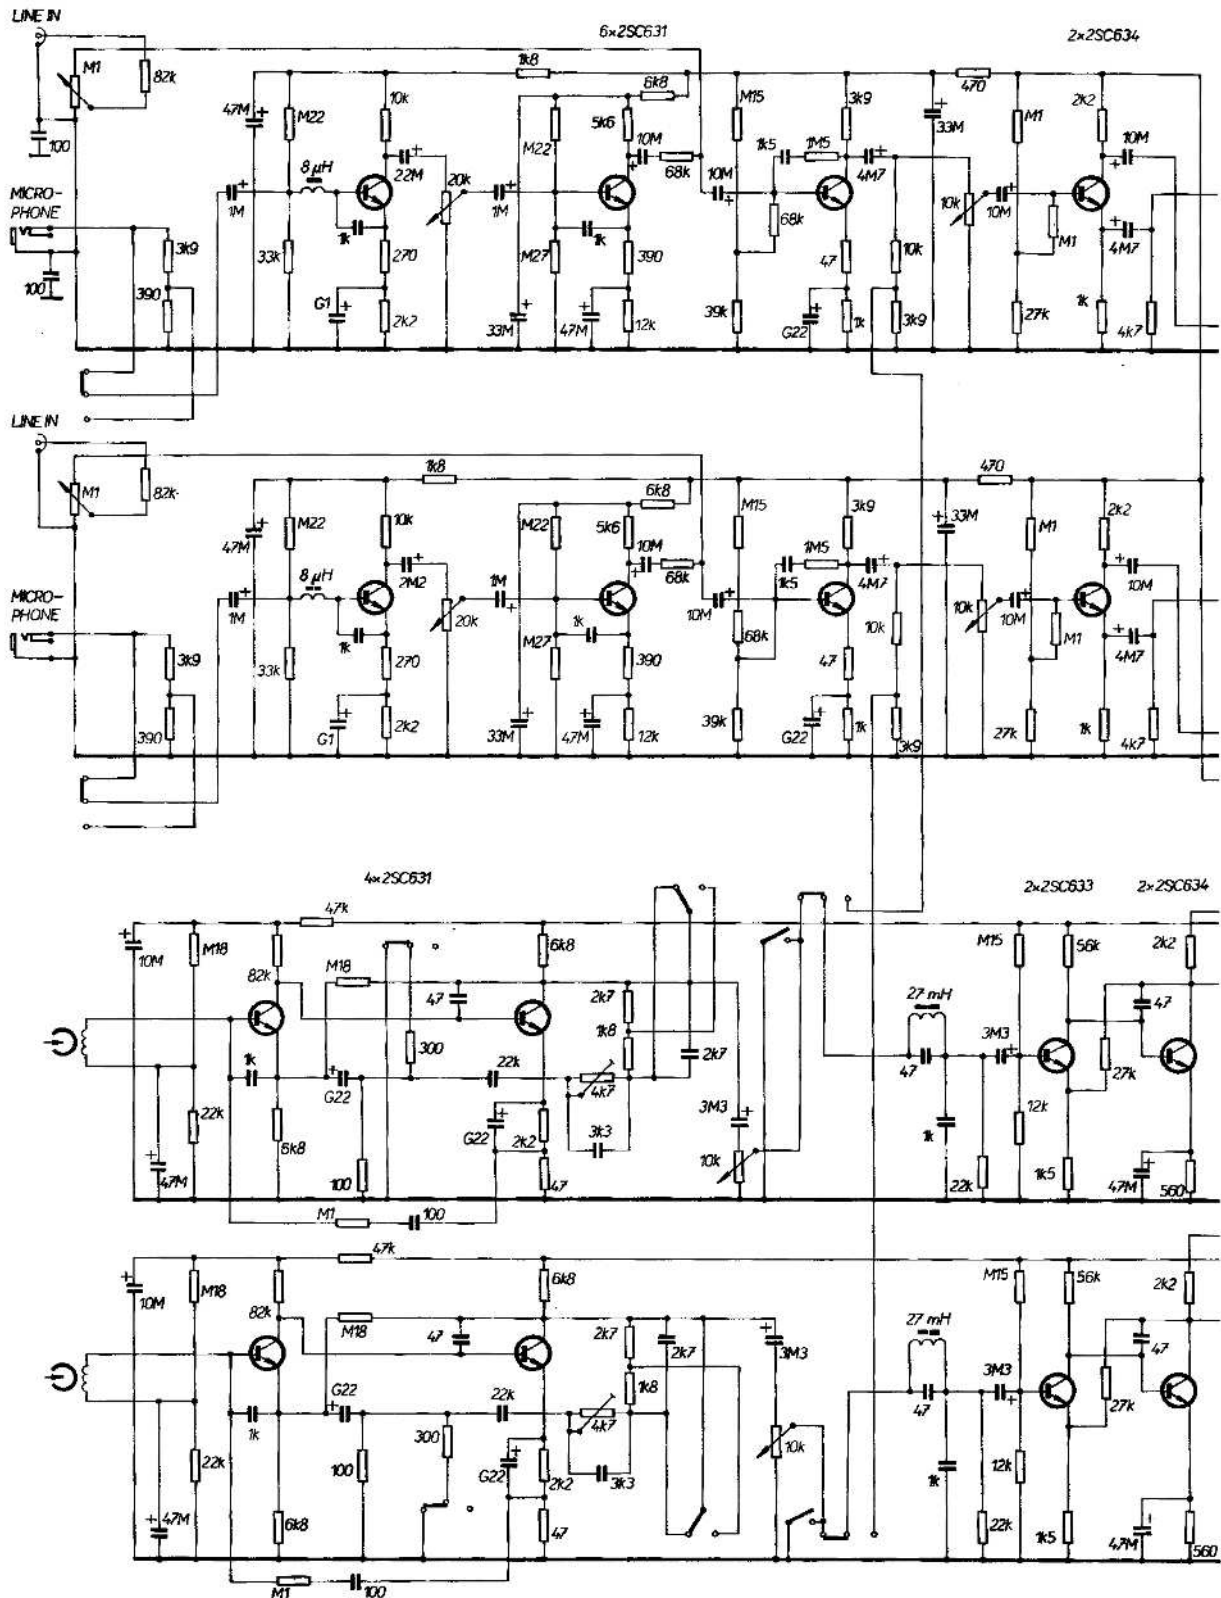 LINE IN
6×2SC631
2×2SC634
M1
82k
1k8
6k8
470
10k
3k9
2k2
47M
M22
5k6
M15
33M
M1
100
M22
10M
1k5
1M5
10M
8 µH
22M
68k
4M7
MICRO-
PHONE
20k
10M
10k
1M
1M
10M
1k
1k
68k
M1
4M7
3k9
33k
270
M27
390
47
10k
100
390
G1
2k2
33M
47M
12k
39k
G22
1k
3k9
27k
1k
4k7
LINE IN
1k8
470
M1
82k
6k8
M22
10k
M22
5k6
M15
3k9
33M
M1
2k2
47M
10M
1M5
8 µH
2M2
68k
1k5
4M7
10M
MICRO-
PHONE
1M
1M
20k
10M
10k
10M
1k
1k
M27
68k
10k
M1
4M7
3k9
33k
270
390
47
390
G1
2k2
33M
47M
12k
39k
G22
1k
3k9
27k
1k
4k7
4×2SC631
2×2SC633
2×2SC634
47k
10M
M18
82k
M18
6k8
M15
56k
2k2
47
2k7
27 mH
47
1k8
300
2k7
3M3
1k
22k
47
27k
G22
4k7
22k
G22
3M3
12k
6k8
2k2
3k3
10k
1k
47M
100
47
22k
1k5
47M
560
M1
100
47k
10M
M18
82k
6k8
M15
56k
2k2
M18
47
2k7
2k7
3M3
27 mH
47
G22
22k
1k8
3M3
1k
300
4k7
10k
47
27k
22k
100
G22
2k2
3k3
1k
12k
47M
6k8
47
22k
1k5
47M
560
M1
100